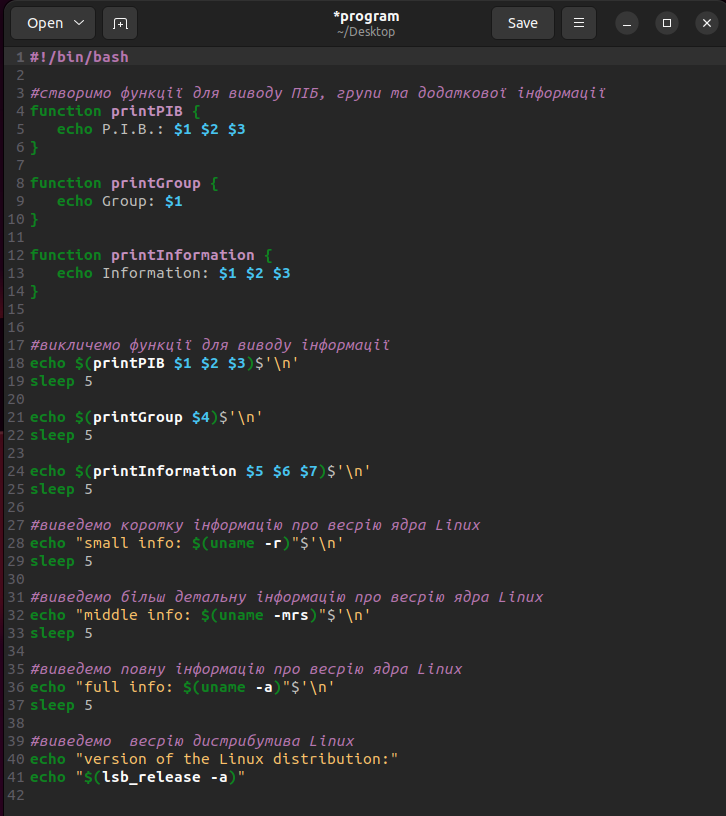 Open
*program
~/Desktop
Save
1 #!/bin/bash
2
3 #створимо функції для виводу ПІБ, групи та додаткової інформації
4 function printPIB {
5    echo P.I.B.: $1 $2 $3
6 }
7
8 function printGroup {
9    echo Group: $1
10 }
11
12 function printInformation {
13    echo Information: $1 $2 $3
14 }
15
16
17 #викличемо функції для виводу інформації
18 echo $(printPIB $1 $2 $3)$'\n'
19 sleep 5
20
21 echo $(printGroup $4)$'\n'
22 sleep 5
23
24 echo $(printInformation $5 $6 $7)$'\n'
25 sleep 5
26
27 #виведемо коротку інформацію про весрію ядра Linux
28 echo "small info: $(uname -r)"$'\n'
29 sleep 5
30
31 #виведемо більш детальну інформацію про весрію ядра Linux
32 echo "middle info: $(uname -mrs)"$'\n'
33 sleep 5
34
35 #виведемо повну інформацію про весрію ядра Linux
36 echo "full info: $(uname -a)"$'\n'
37 sleep 5
38
39 #виведемо  весрію дистрибутива Linux
40 echo "version of the Linux distribution:"
41 echo "$(lsb_release -a)"
42